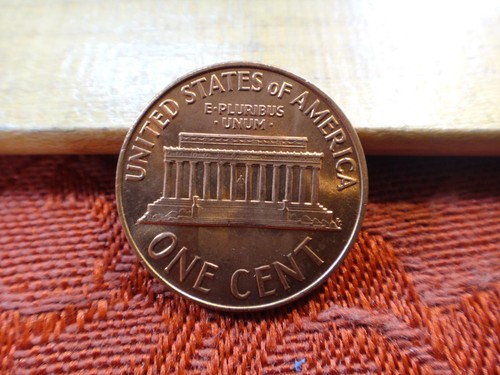 UNITED STATES OF AMERICA
E·PLURIBUS
·UNUM·
ONE CENT